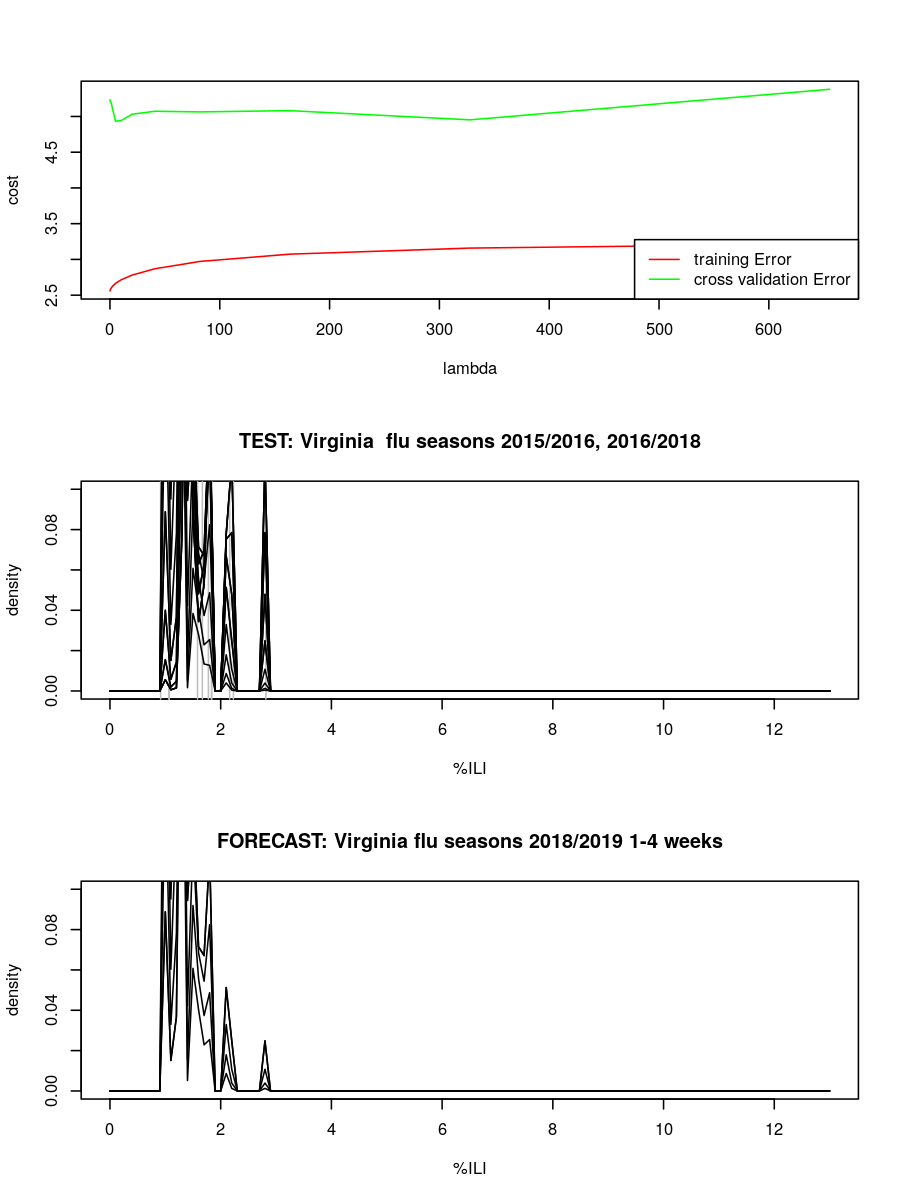 cost
2.5 3.5 4.5
training Error
cross validation Error
0 100 200 300 400 500 600
lambda
TEST: Virginia  flu seasons 2015/2016, 2016/2018
density
0.00 0.04 0.08
0 2 4 6 8 10 12
%ILI
FORECAST: Virginia flu seasons 2018/2019 1-4 weeks
density
0.00 0.04 0.08
0 2 4 6 8 10 12
%ILI